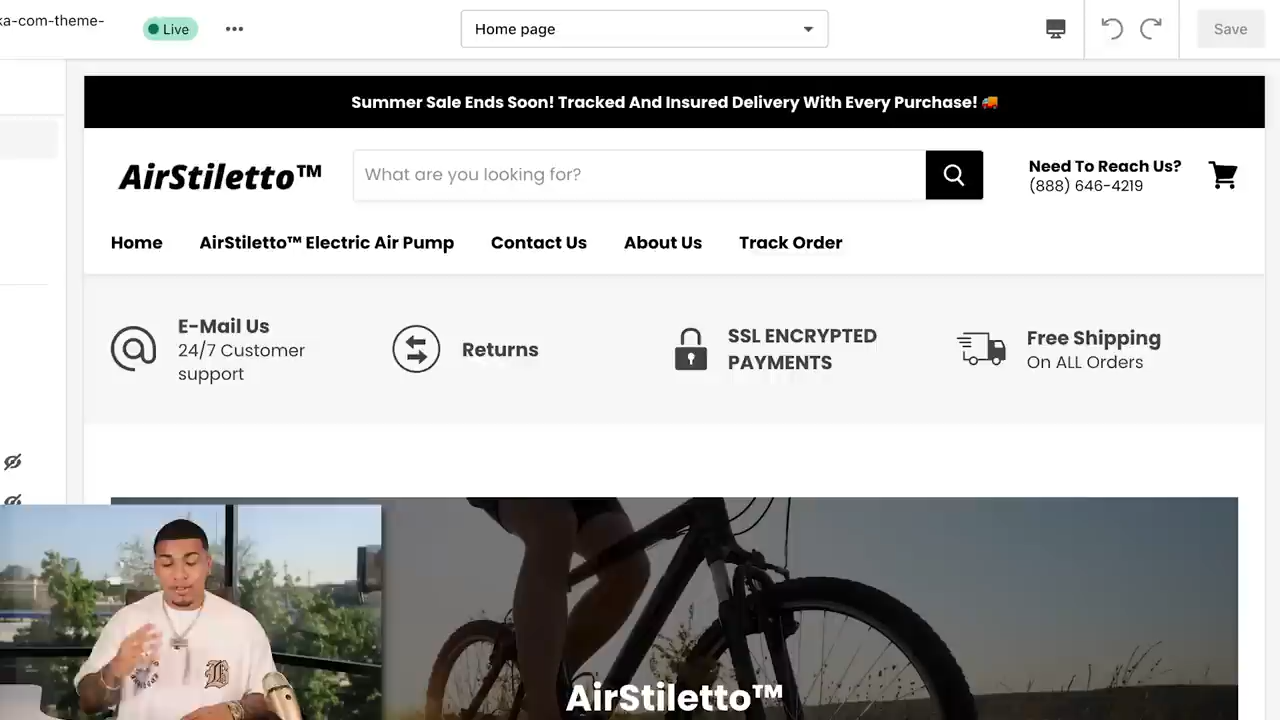 ka-com-theme-
Live
Home page
Save
Summer Sale Ends Soon! Tracked And Insured Delivery With Every Purchase! 🚚
AirStiletto™
What are you looking for?
Need To Reach Us?
(888) 646-4219
Home
AirStiletto™ Electric Air Pump
Contact Us
About Us
Track Order
E-Mail Us
24/7 Customer
support
Returns
SSL ENCRYPTED
PAYMENTS
Free Shipping
On ALL Orders
AirStiletto™
B